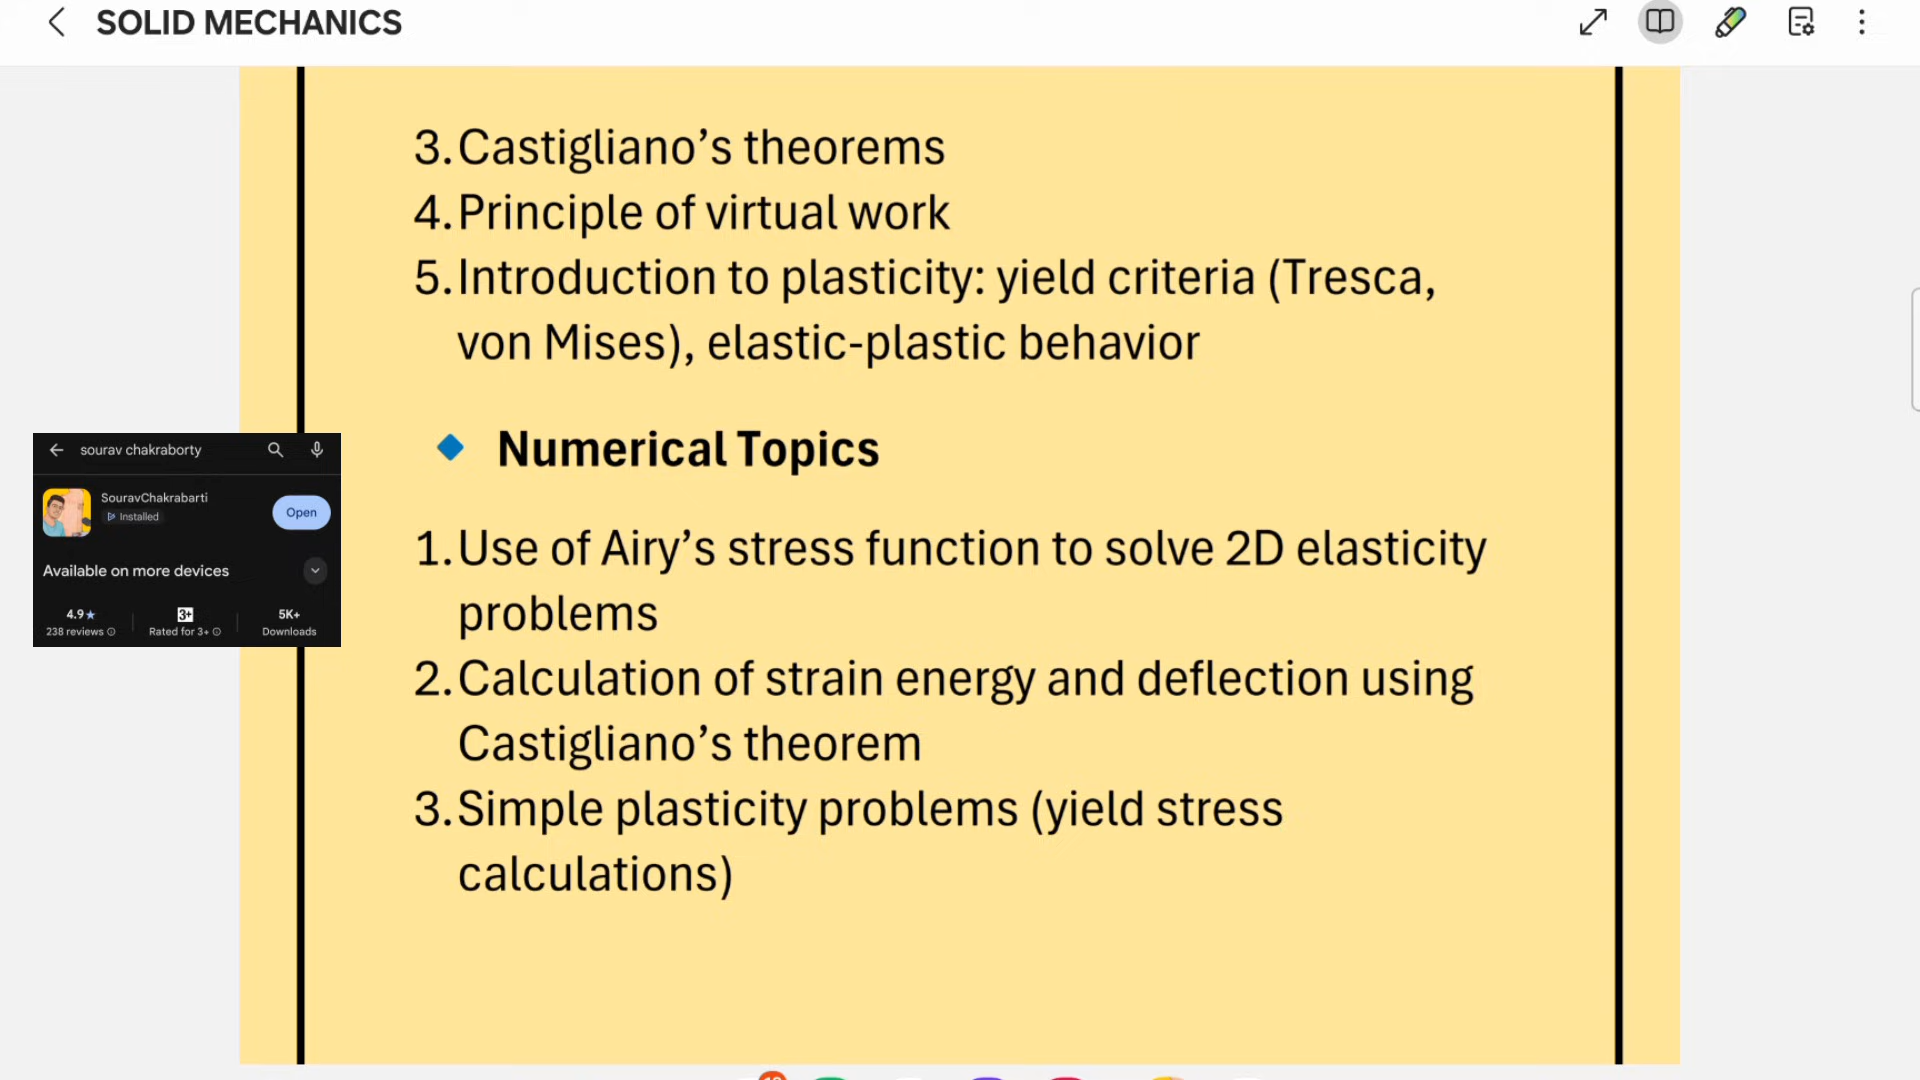 SOLID MECHANICS
3. Castigliano’s theorems
4. Principle of virtual work
5. Introduction to plasticity: yield criteria (Tresca,
von Mises), elastic-plastic behavior
Numerical Topics
1. Use of Airy’s stress function to solve 2D elasticity
problems
2. Calculation of strain energy and deflection using
Castigliano’s theorem
3. Simple plasticity problems (yield stress
calculations)
sourav chakraborty
SouravChakrabarti
Installed
Open
Available on more devices
4.9★ 3+ 5K+
238 reviews Rated for 3+ Downloads